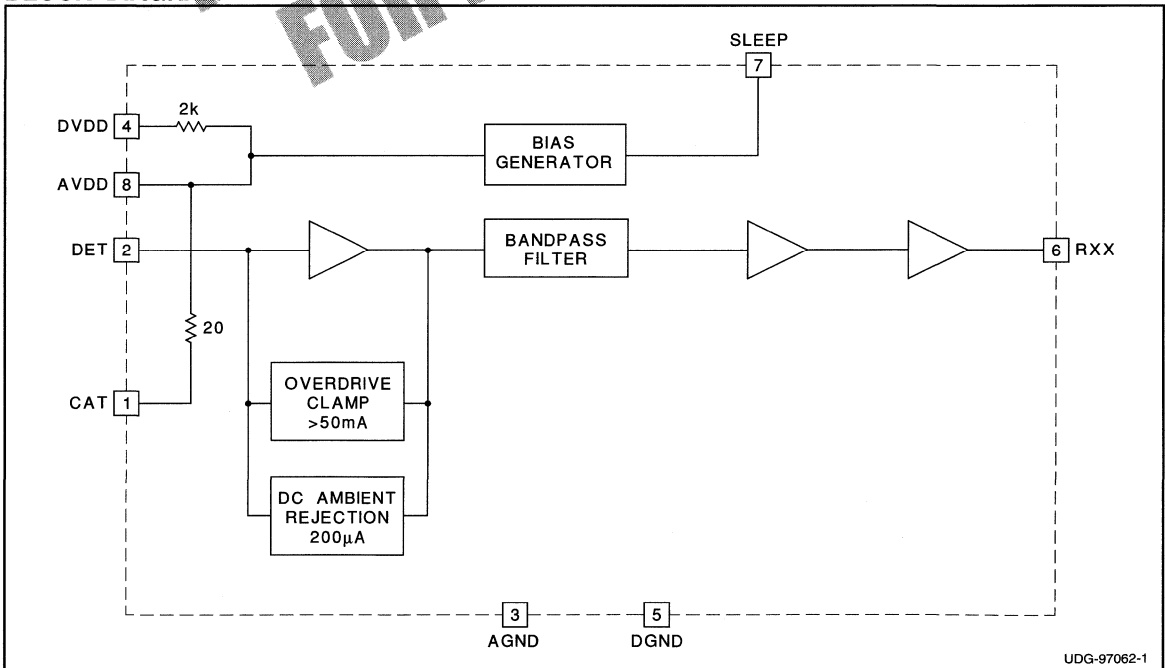 FOR
SLEEP
7
2k
DVDD 4
BIAS
GENERATOR
AVDD 8
DET 2
BANDPASS
FILTER
6 RXX
20
OVERDRIVE
CLAMP
>50mA
CAT 1
DC AMBIENT
REJECTION
200µA
3
AGND
5
DGND
UDG-97062-1